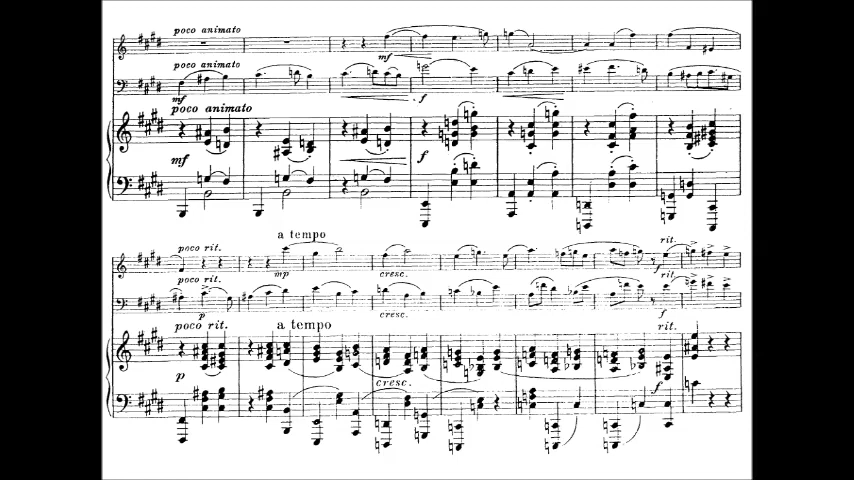 poco animato
mf
poco animato
mf
f
poco animato
mf
f
poco rit.
a tempo
rit.
mp
cresc.
f
poco rit.
rit.
p
cresc.
f
poco rit.
a tempo
rit.
p
cresc.
f